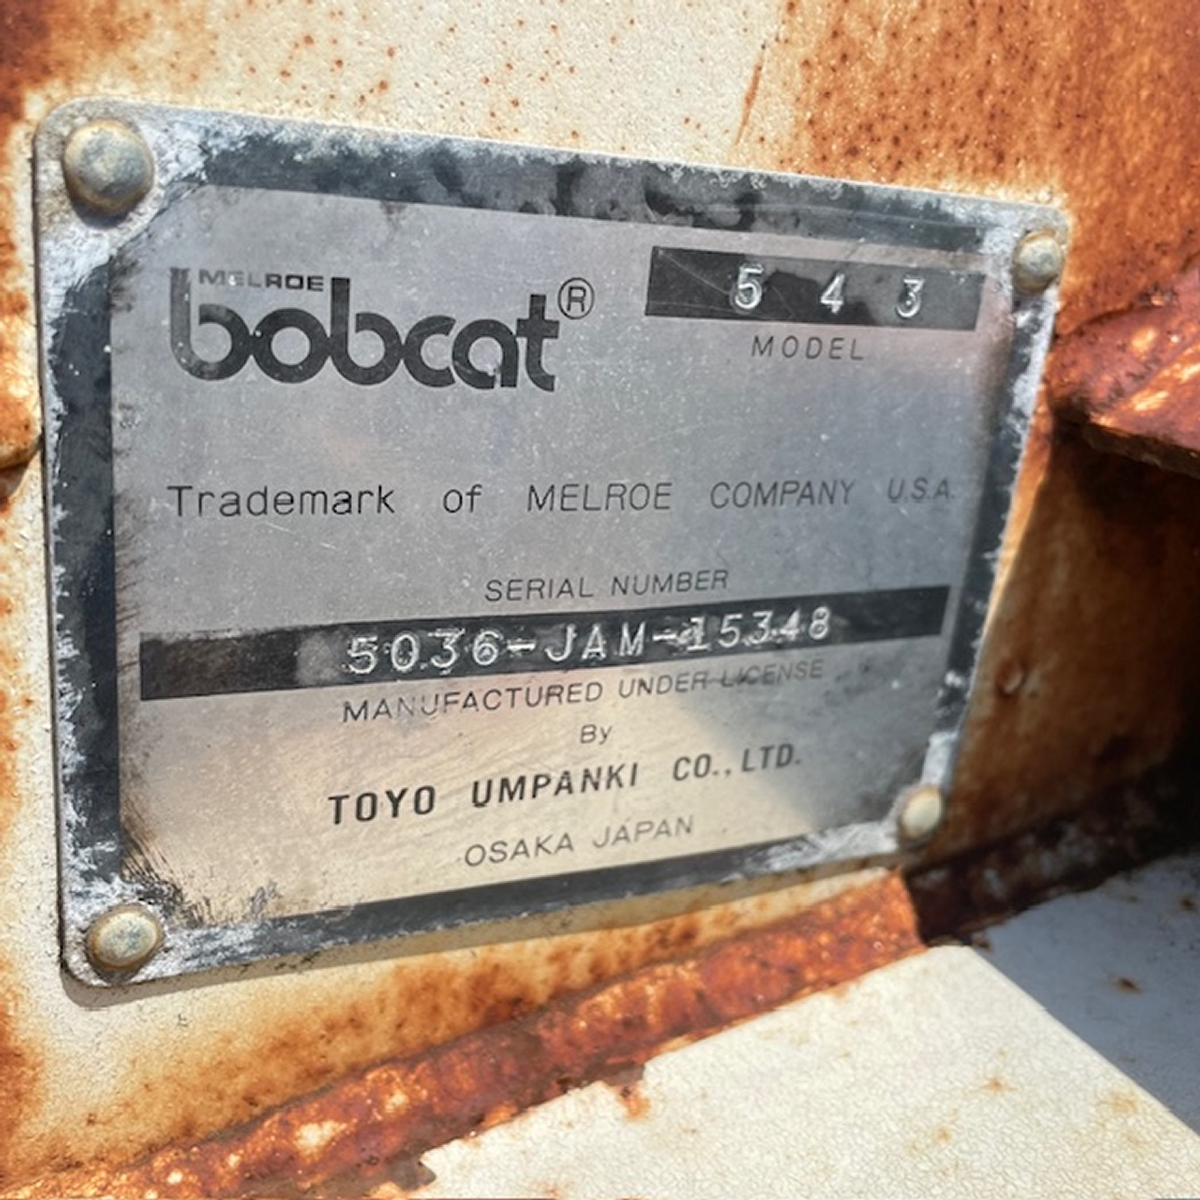 MELROE
bobcat®
5 4 3
MODEL
Trademark of MELROE COMPANY U.S.A.
SERIAL NUMBER
5036-JAM-15348
MANUFACTURED UNDER LICENSE
By
TOYO UMPANKI CO., LTD.
OSAKA JAPAN